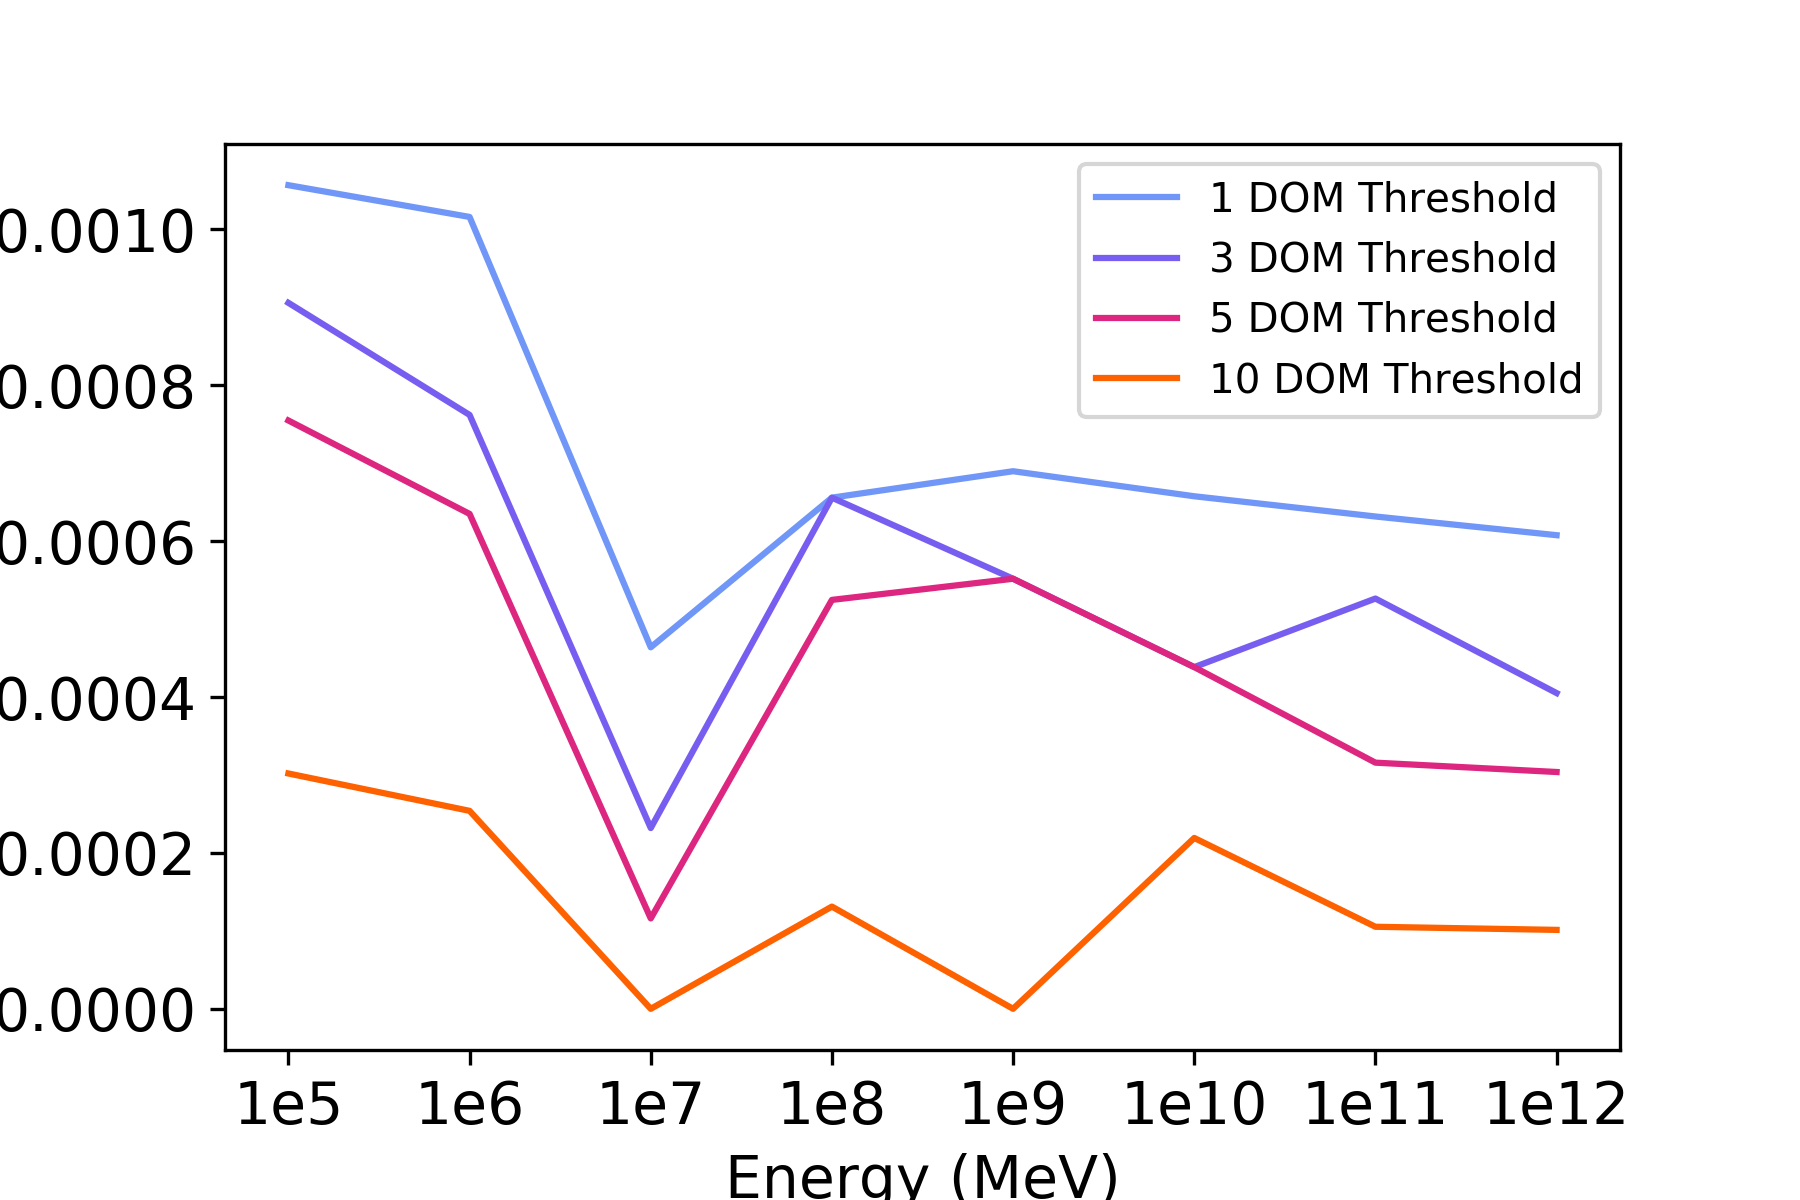 1 DOM Threshold
3 DOM Threshold
5 DOM Threshold
10 DOM Threshold
0.0010
0.0008
0.0006
0.0004
0.0002
0.0000
1e5 1e6 1e7 1e8 1e9 1e10 1e11 1e12
Energy (MeV)